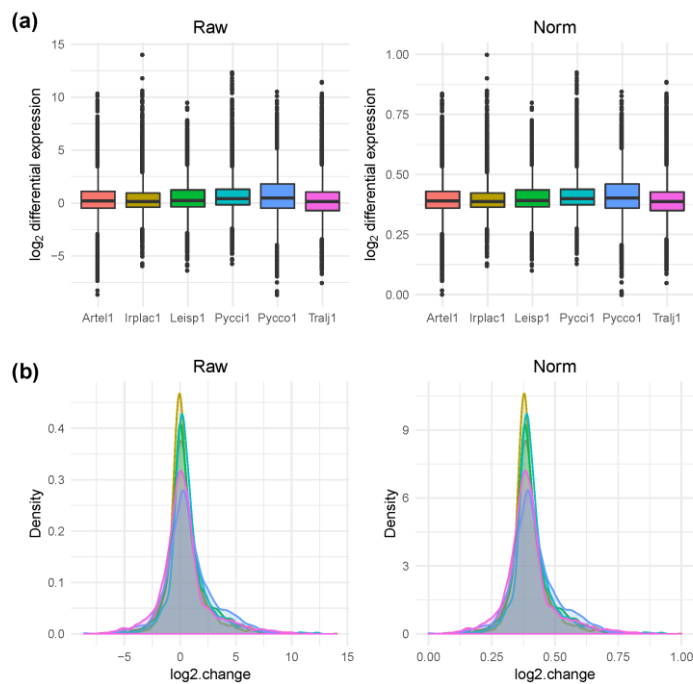 (a)
Raw
Norm
log2 differential expression
15
10
5
0
−5
Artel1 Irplac1 Leisp1 Pycci1 Pycco1 Tralj1
log2 differential expression
1.00
0.75
0.50
0.25
0.00
Artel1 Irplac1 Leisp1 Pycci1 Pycco1 Tralj1
(b)
Raw
Norm
Density
0.4
0.3
0.2
0.1
0.0
−5 0 5 10 15
log2.change
Density
9
6
3
0
0.00 0.25 0.50 0.75 1.00
log2.change